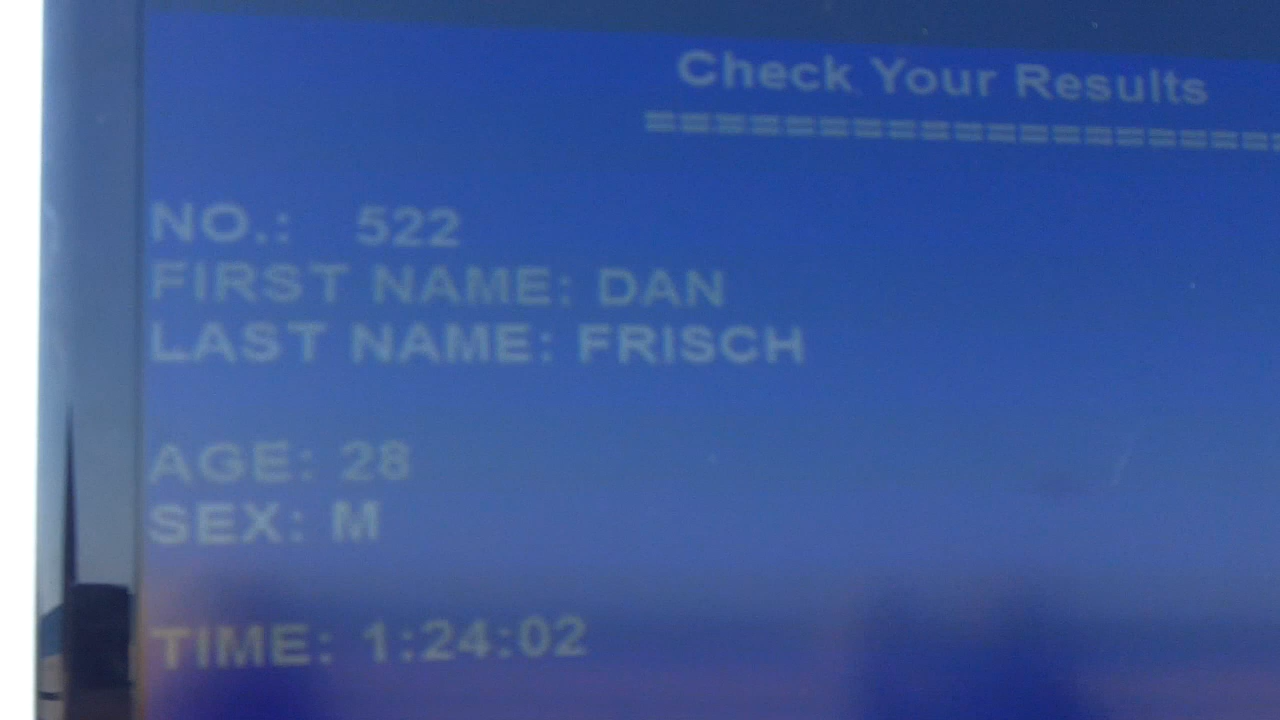 Check Your Results
==================
NO.: 522
FIRST NAME: DAN
LAST NAME: FRISCH
AGE: 28
SEX: M
TIME: 1:24:02